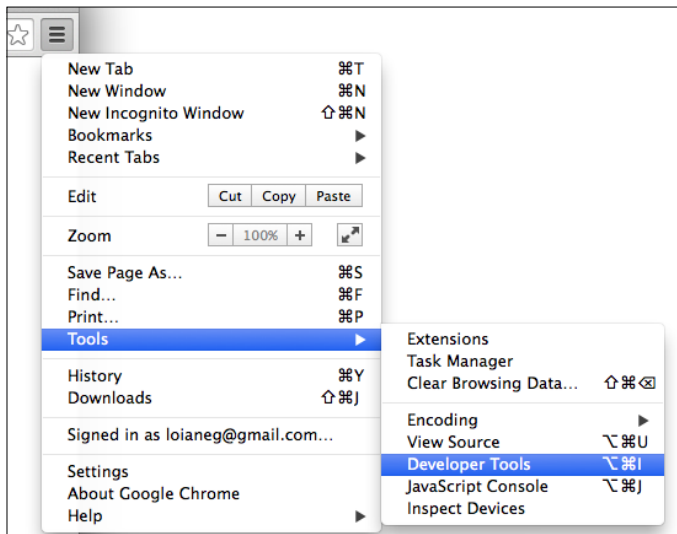 New Tab ⌘T
New Window ⌘N
New Incognito Window ⇧⌘N
Bookmarks ▶
Recent Tabs ▶
Edit Cut Copy Paste
Zoom − 100% +
Save Page As... ⌘S
Find... ⌘F
Print... ⌘P
Tools ▶
History ⌘Y
Downloads ⇧⌘J
Signed in as loianeg@gmail.com...
Settings
About Google Chrome
Help ▶
Extensions
Task Manager
Clear Browsing Data... ⇧⌘⌫
Encoding ▶
View Source ⌥⌘U
Developer Tools ⌥⌘I
JavaScript Console ⌥⌘J
Inspect Devices